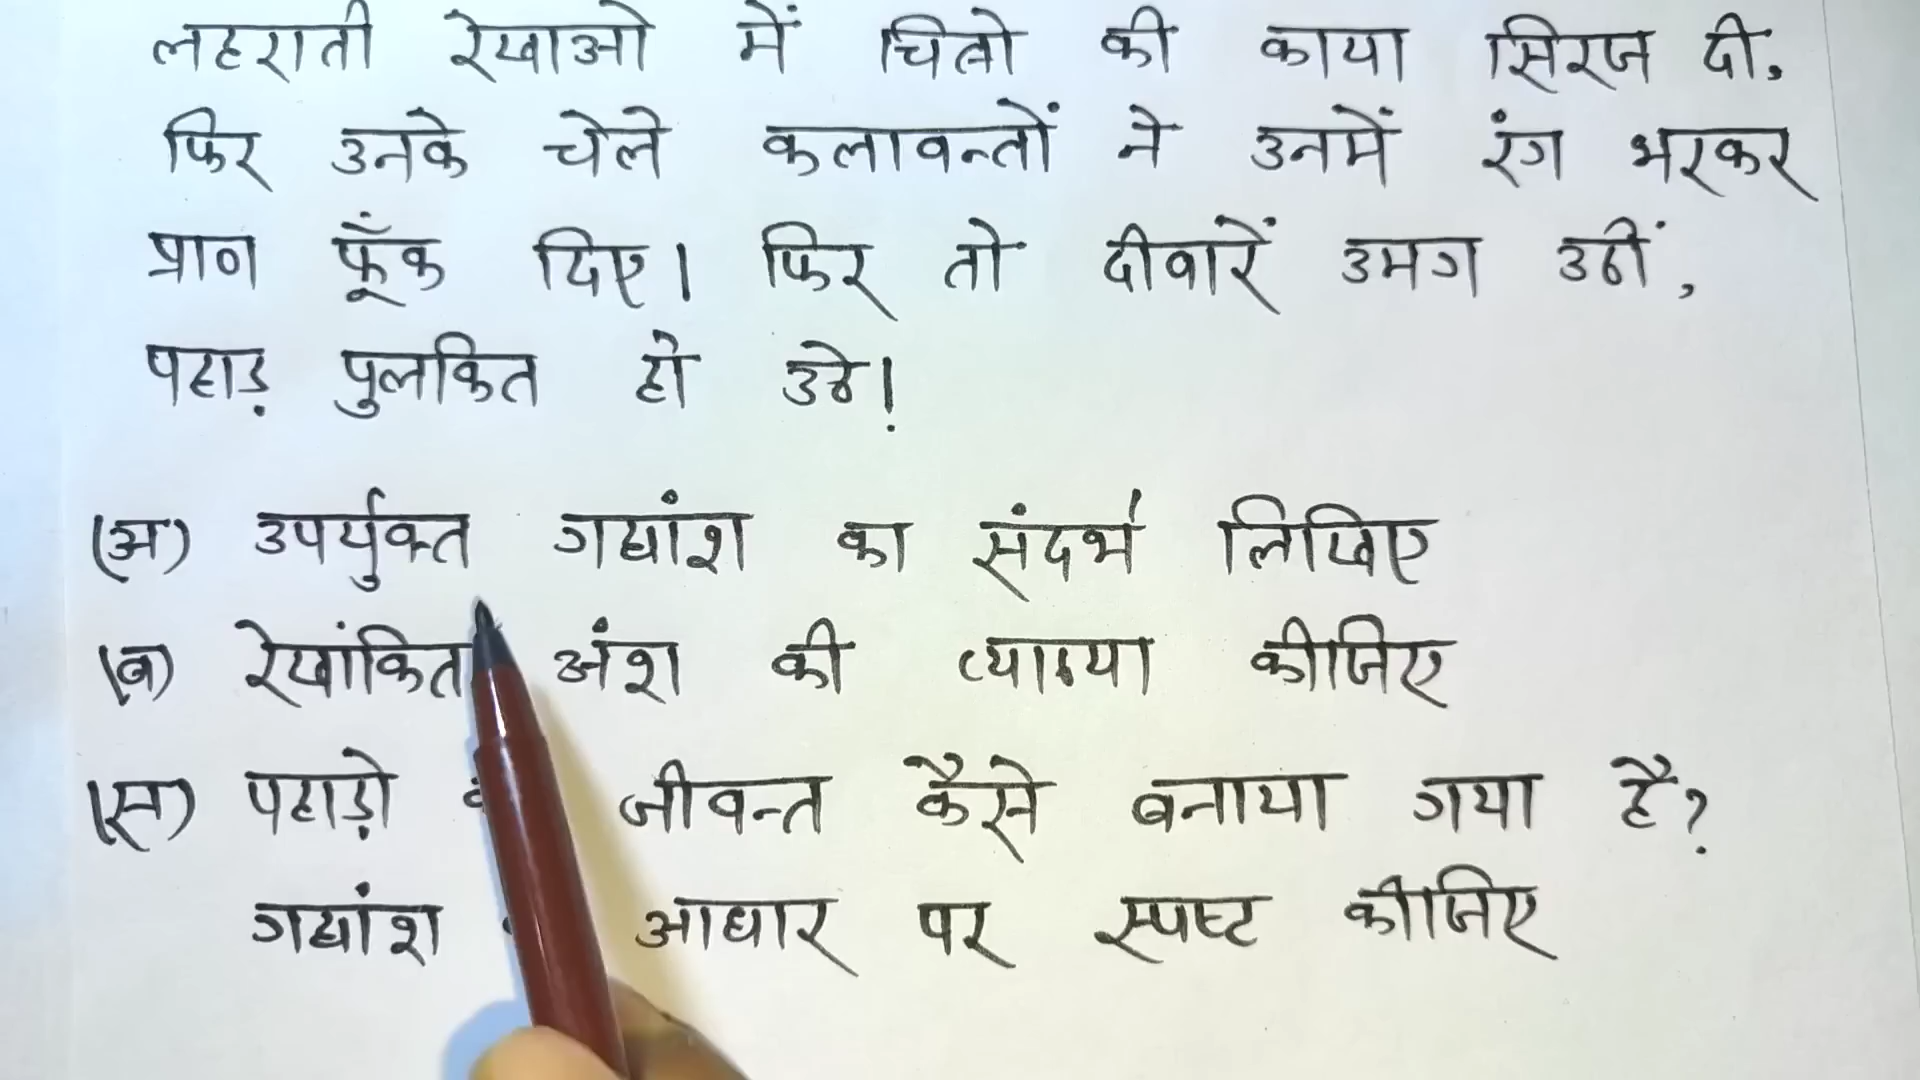 लहराती रेखाओ में चित्रो की काया सिरज दी.
फिर उनके चेले कलावन्तों ने उनमें रंग भरकर
प्राण फूँक दिए। फिर तो दीवारें उमग उठीं,
पहाड़ पुलकित हो उठे!
(अ) उपर्युक्त गद्यांश का संदर्भ लिखिए
(ब) रेखांकित अंश की व्याख्या कीजिए
(स) पहाड़ो जीवन्त कैसे बनाया गया है?
गद्यांश आधार पर स्पष्ट कीजिए